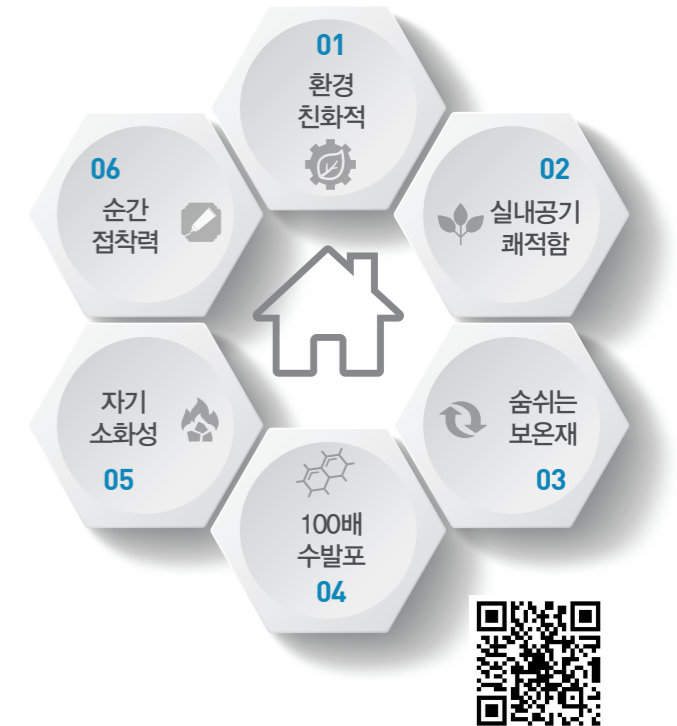 01
환경
친화적
02
실내공기
쾌적함
숨쉬는
보온재
03
100배
수발포
04
자기
소화성
05
06
순간
접착력